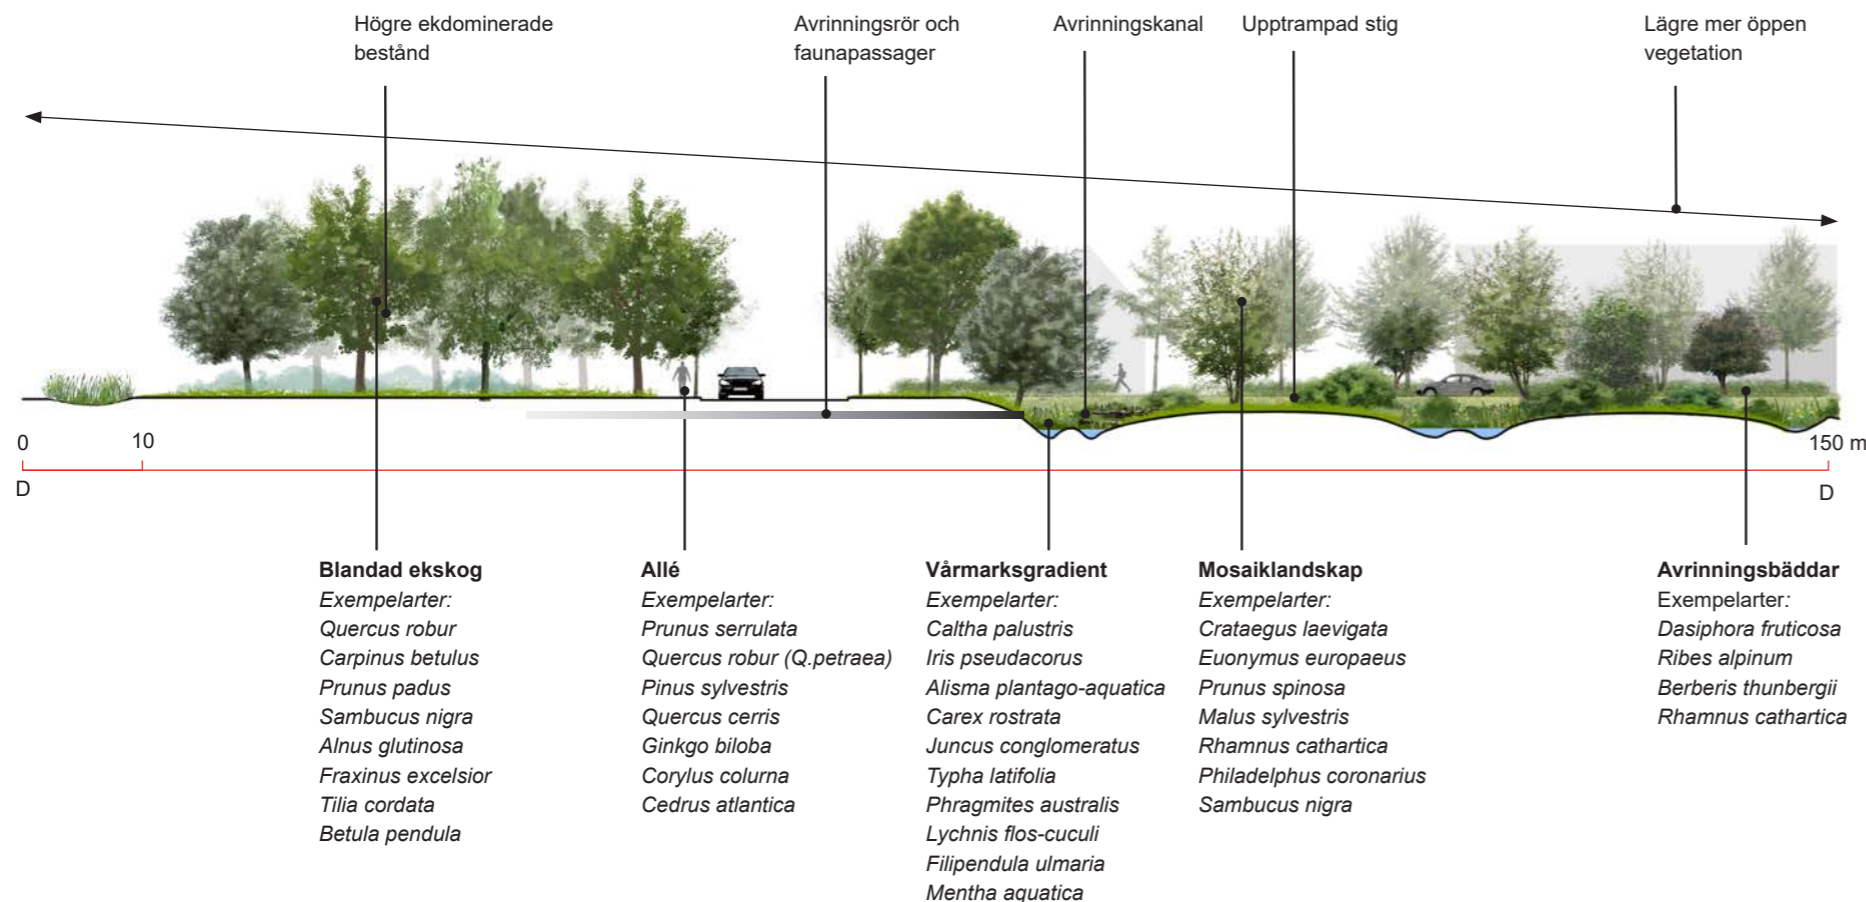 Högre ekdominerade
bestånd
Avrinningsrör och
faunapassager
Avrinningskanal
Upptrampad stig
Lägre mer öppen
vegetation
0
10
150 m
D
D
Blandad ekskog
Exempelarter:
Quercus robur
Carpinus betulus
Prunus padus
Sambucus nigra
Alnus glutinosa
Fraxinus excelsior
Tilia cordata
Betula pendula
Allé
Exempelarter:
Prunus serrulata
Quercus robur (Q.petraea)
Pinus sylvestris
Quercus cerris
Ginkgo biloba
Corylus colurna
Cedrus atlantica
Vårmarksgradient
Exempelarter:
Caltha palustris
Iris pseudacorus
Alisma plantago-aquatica
Carex rostrata
Juncus conglomeratus
Typha latifolia
Phragmites australis
Lychnis flos-cuculi
Filipendula ulmaria
Mentha aquatica
Mosaiklandskap
Exempelarter:
Crataegus laevigata
Euonymus europaeus
Prunus spinosa
Malus sylvestris
Rhamnus cathartica
Philadelphus coronarius
Sambucus nigra
Avrinningsbäddar
Exempelarter:
Dasiphora fruticosa
Ribes alpinum
Berberis thunbergii
Rhamnus cathartica